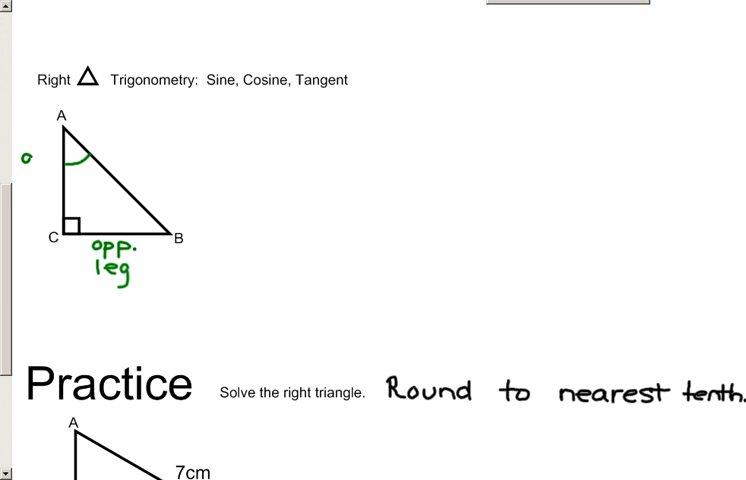 Right △ Trigonometry: Sine, Cosine, Tangent
A
o
C
B
opp.
leg
Practice Solve the right triangle. Round to nearest tenth.
A
7cm